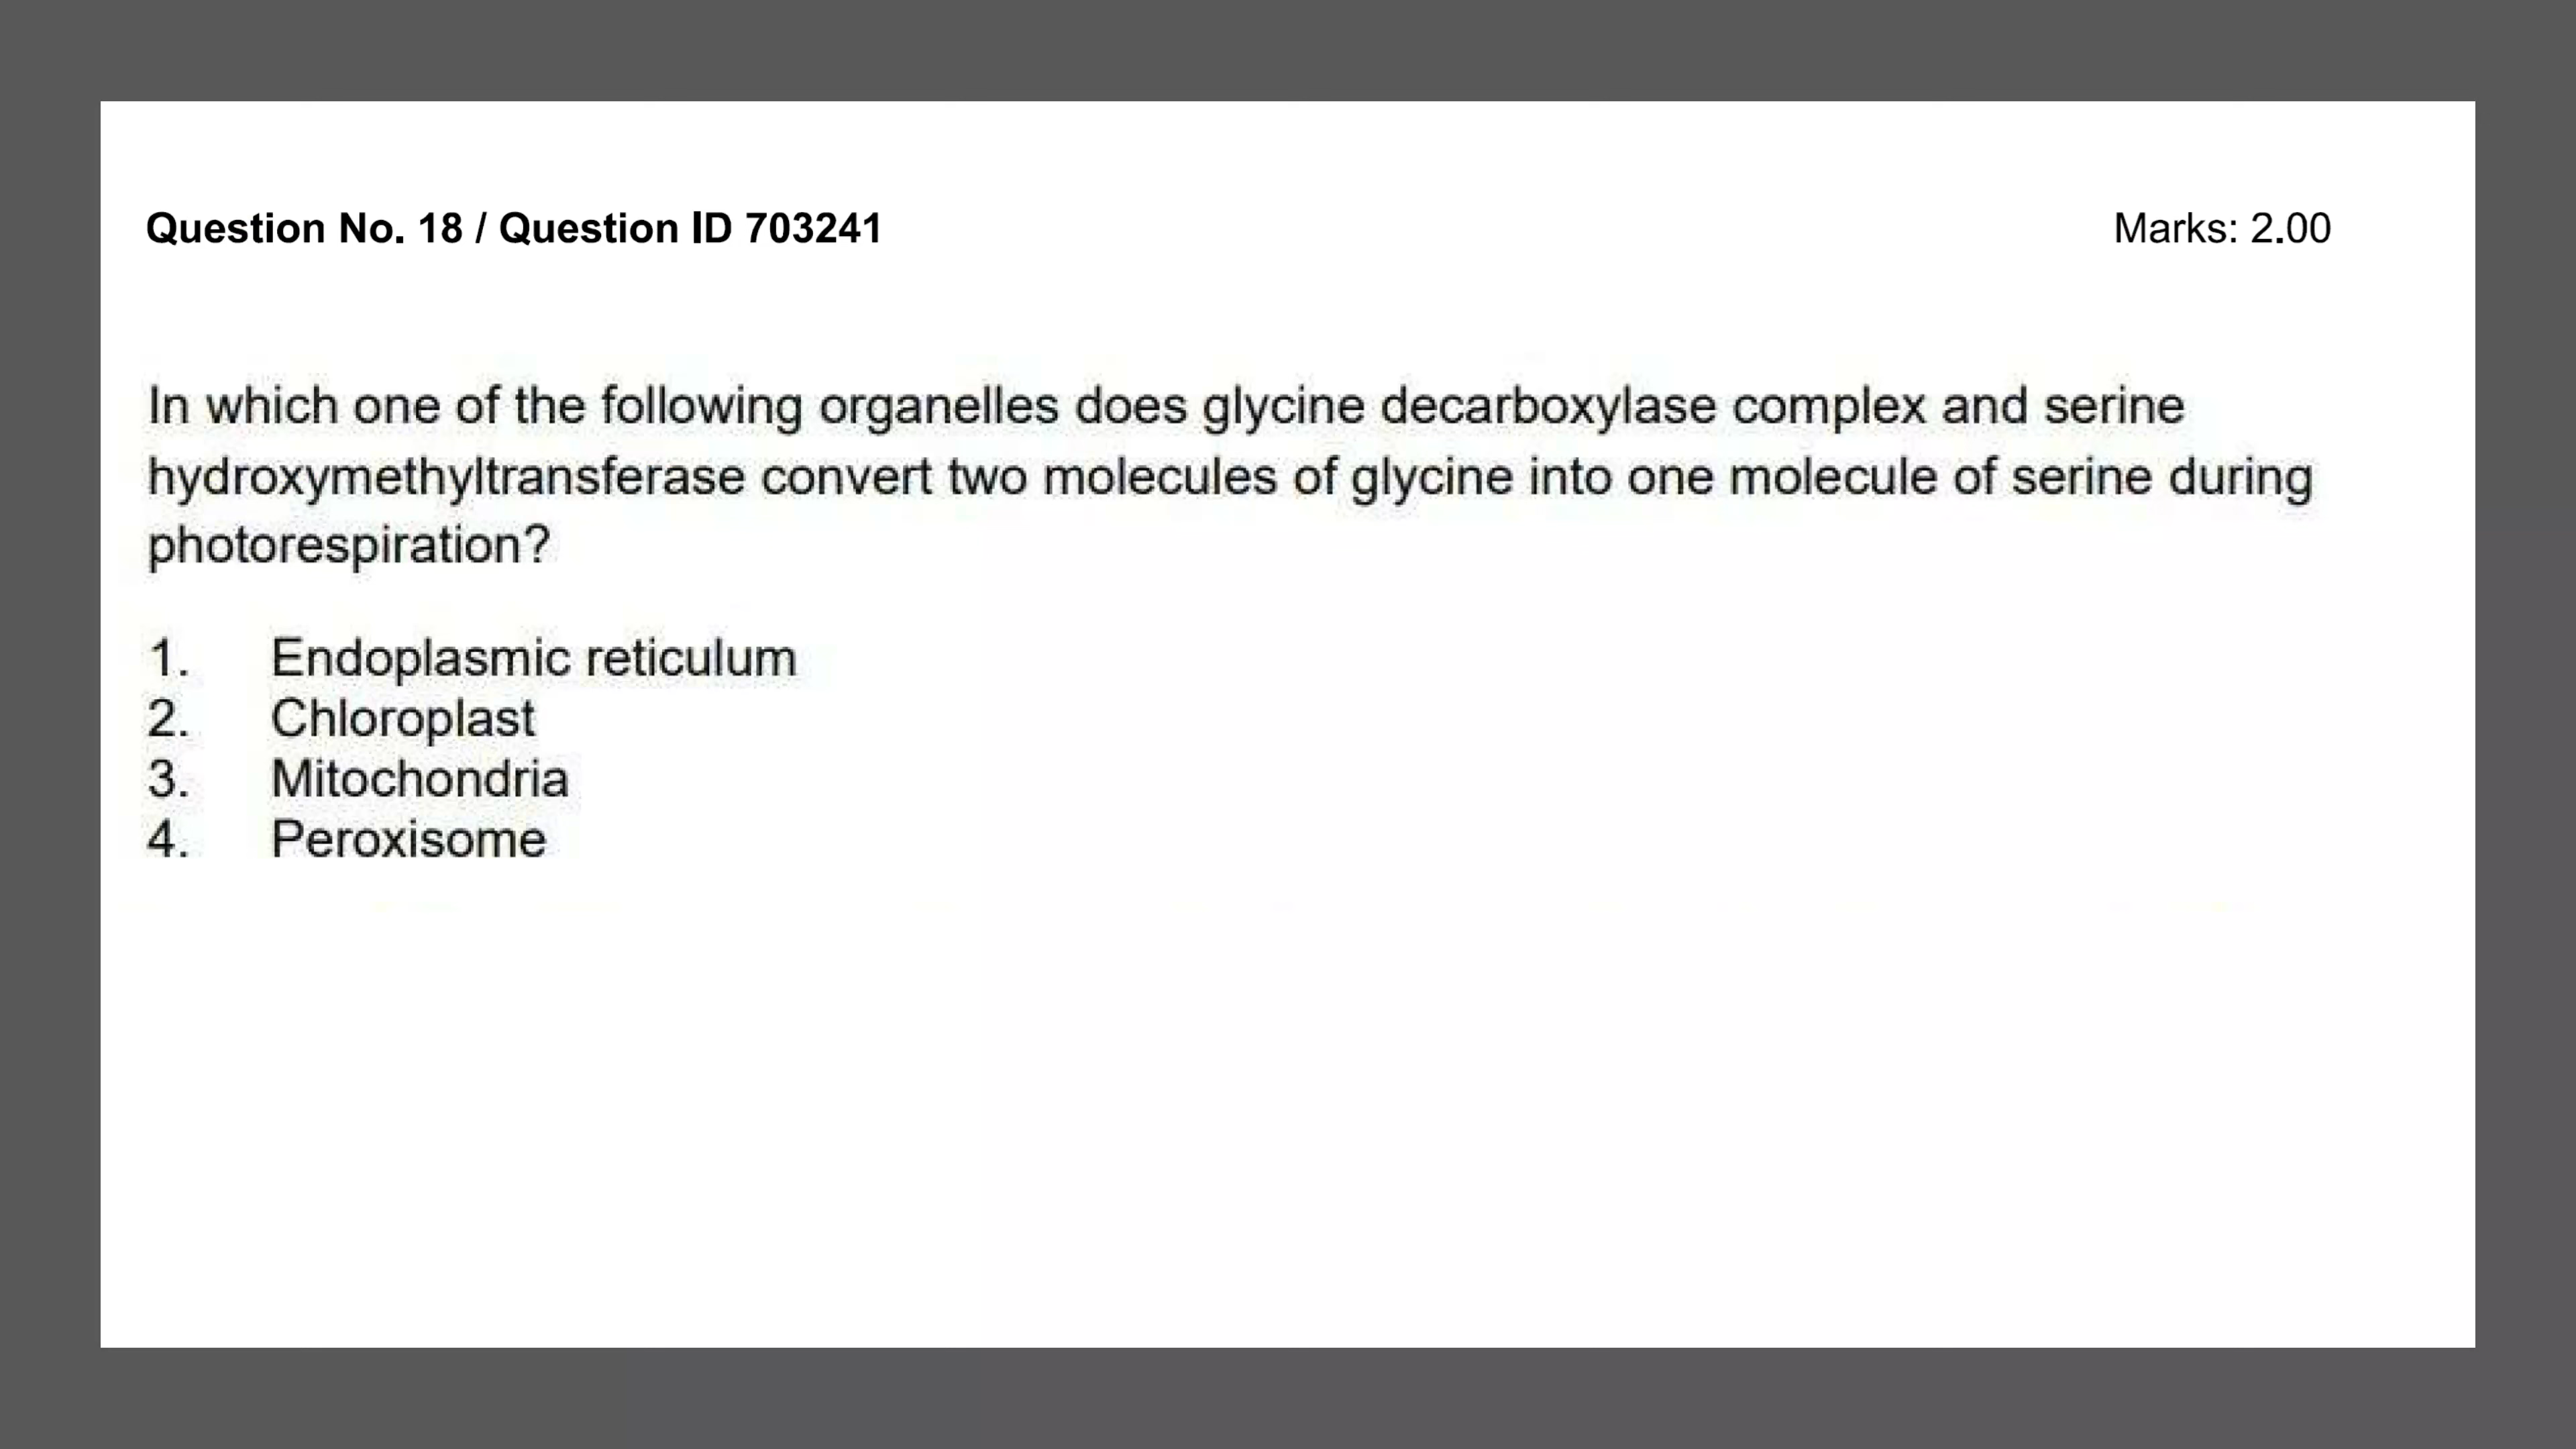 Question No. 18 / Question ID 703241 Marks: 2.00
In which one of the following organelles does glycine decarboxylase complex and serine
hydroxymethyltransferase convert two molecules of glycine into one molecule of serine during
photorespiration?
1. Endoplasmic reticulum
2. Chloroplast
3. Mitochondria
4. Peroxisome